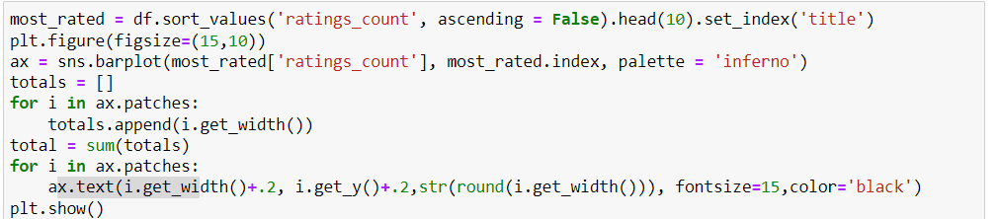 most_rated = df.sort_values('ratings_count', ascending = False).head(10).set_index('title')
plt.figure(figsize=(15,10))
ax = sns.barplot(most_rated['ratings_count'], most_rated.index, palette = 'inferno')
totals = []
for i in ax.patches:
    totals.append(i.get_width())
total = sum(totals)
for i in ax.patches:
    ax.text(i.get_width()+.2, i.get_y()+.2,str(round(i.get_width())), fontsize=15,color='black')
plt.show()